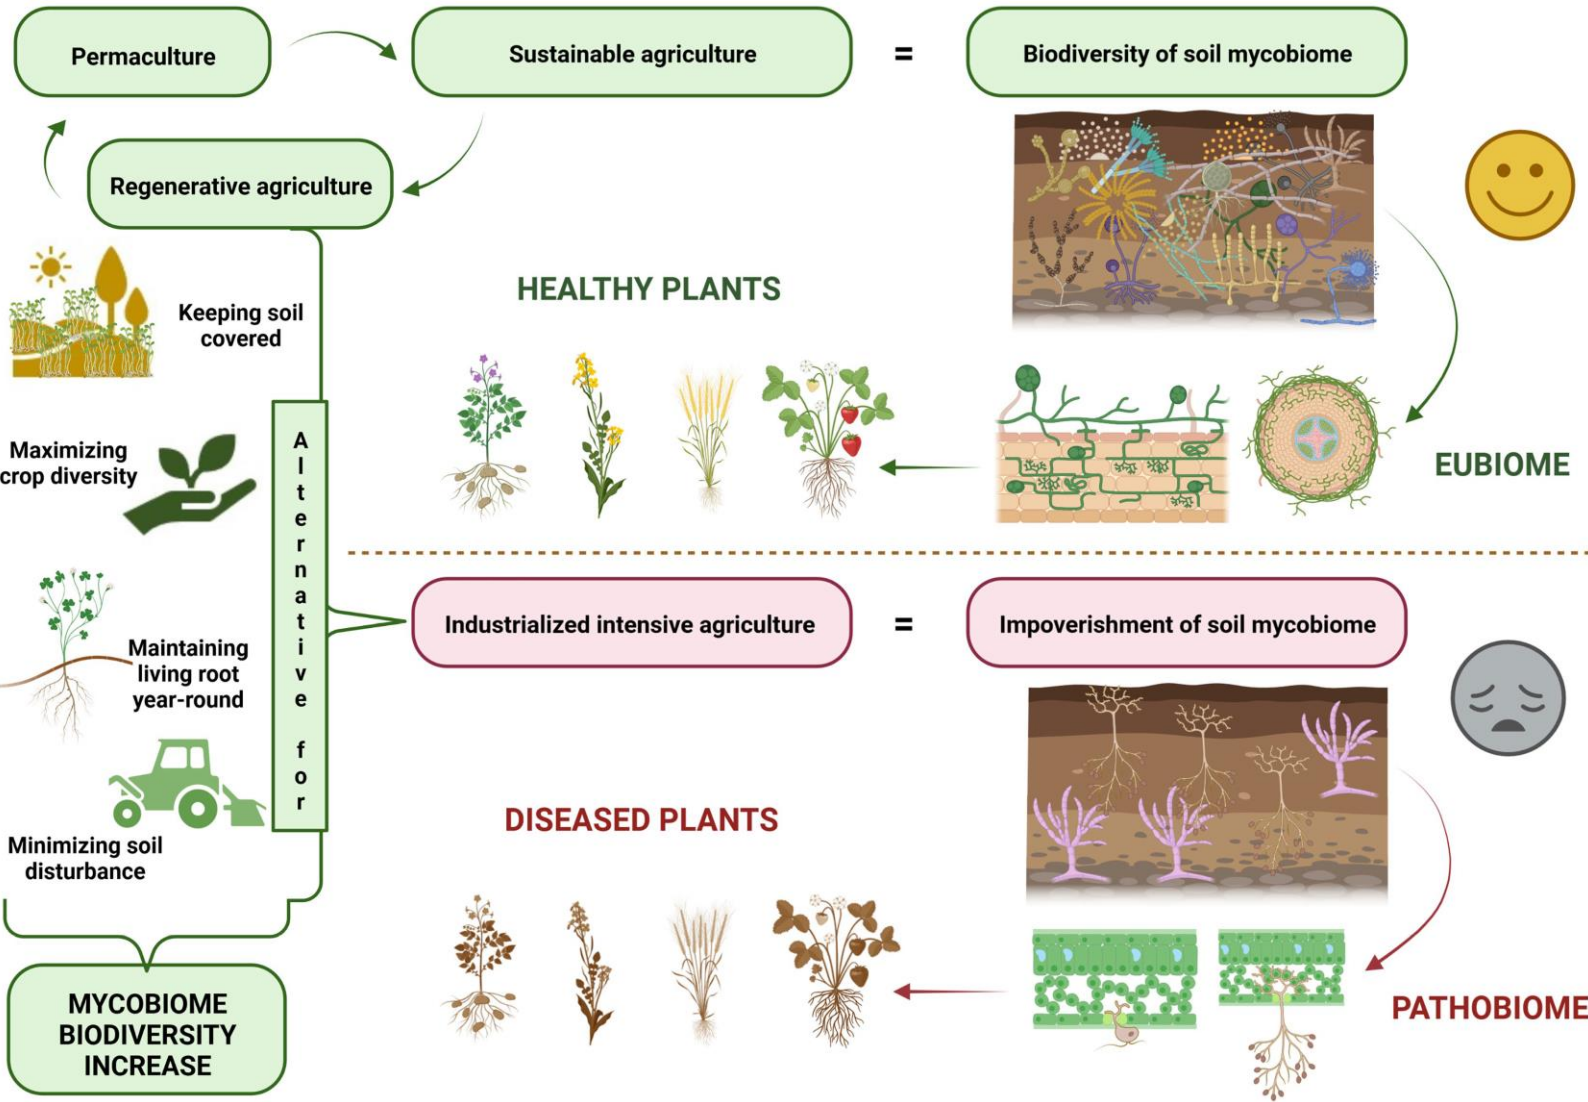 Permaculture
Sustainable agriculture
=
Biodiversity of soil mycobiome
Regenerative agriculture
Keeping soil
covered
Maximizing
crop diversity
Maintaining
living root
year-round
Minimizing soil
disturbance
Alternative for
MYCOBIOME
BIODIVERSITY
INCREASE
HEALTHY PLANTS
EUBIOME
Industrialized intensive agriculture
=
Impoverishment of soil mycobiome
DISEASED PLANTS
PATHOBIOME